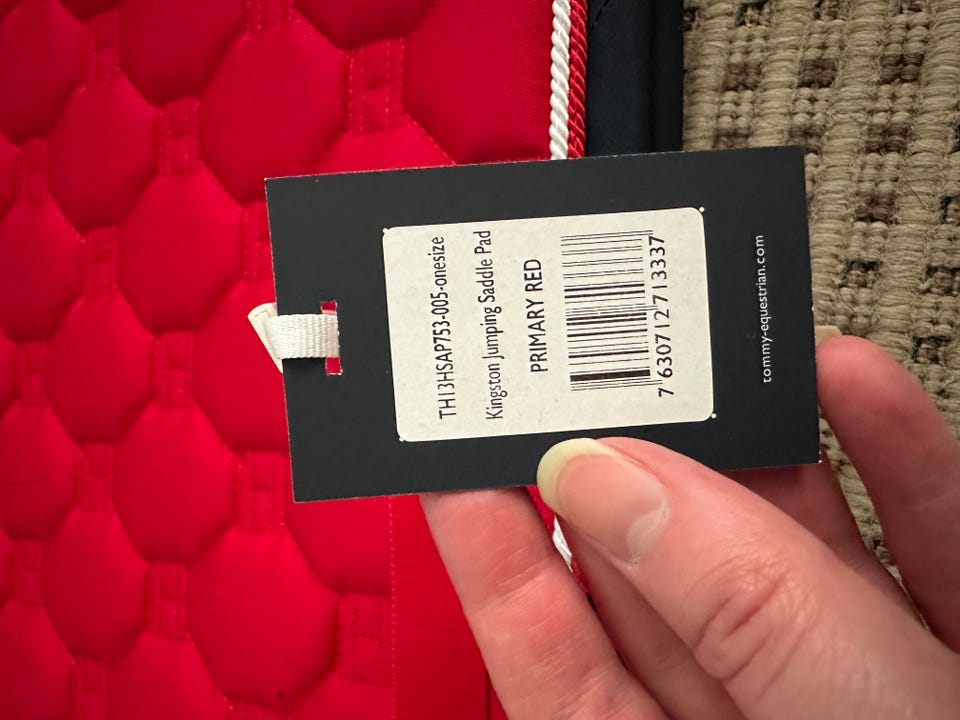 TH13HSAP753-005-onesize
Kingston Jumping Saddle Pad
PRIMARY RED
7 630712 713337
tommy-equestrian.com